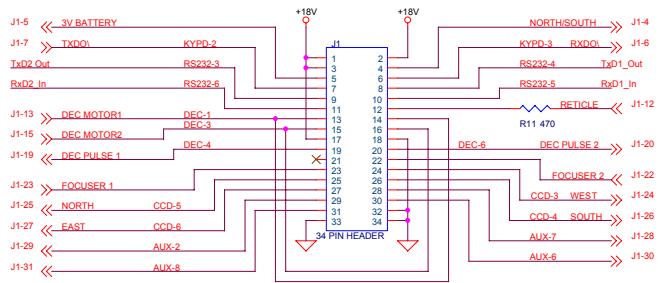 +18V +18V
J1-5 3V BATTERY NORTH/SOUTH J1-4
J1
J1-7 TXDO\ KYPD-2 KYPD-3 RXDO\ J1-6
1 2
3 4
TxD2_Out RS232-3 RS232-4 TxD1_Out
5 6
7 8
RxD2_In RS232-6 RS232-5 RxD1_In
9 10
11 12
J1-13 DEC MOTOR1 DEC-1 RETICLE J1-12
13 14
DEC-3 R11 470
J1-15 DEC MOTOR2
15 16
17 18
J1-19 DEC PULSE 1 DEC-4 DEC-6 DEC PULSE 2 J1-20
19 20
21 22
J1-23 FOCUSER 1 FOCUSER 2 J1-22
23 24
25 26
J1-25 NORTH CCD-5 CCD-3 WEST J1-24
27 28
J1-27 EAST CCD-6 CCD-4 SOUTH J1-26
29 30
31 32
33 34
J1-29 AUX-2 AUX-7 J1-28
34 PIN HEADER
J1-31 AUX-8 AUX-6 J1-30